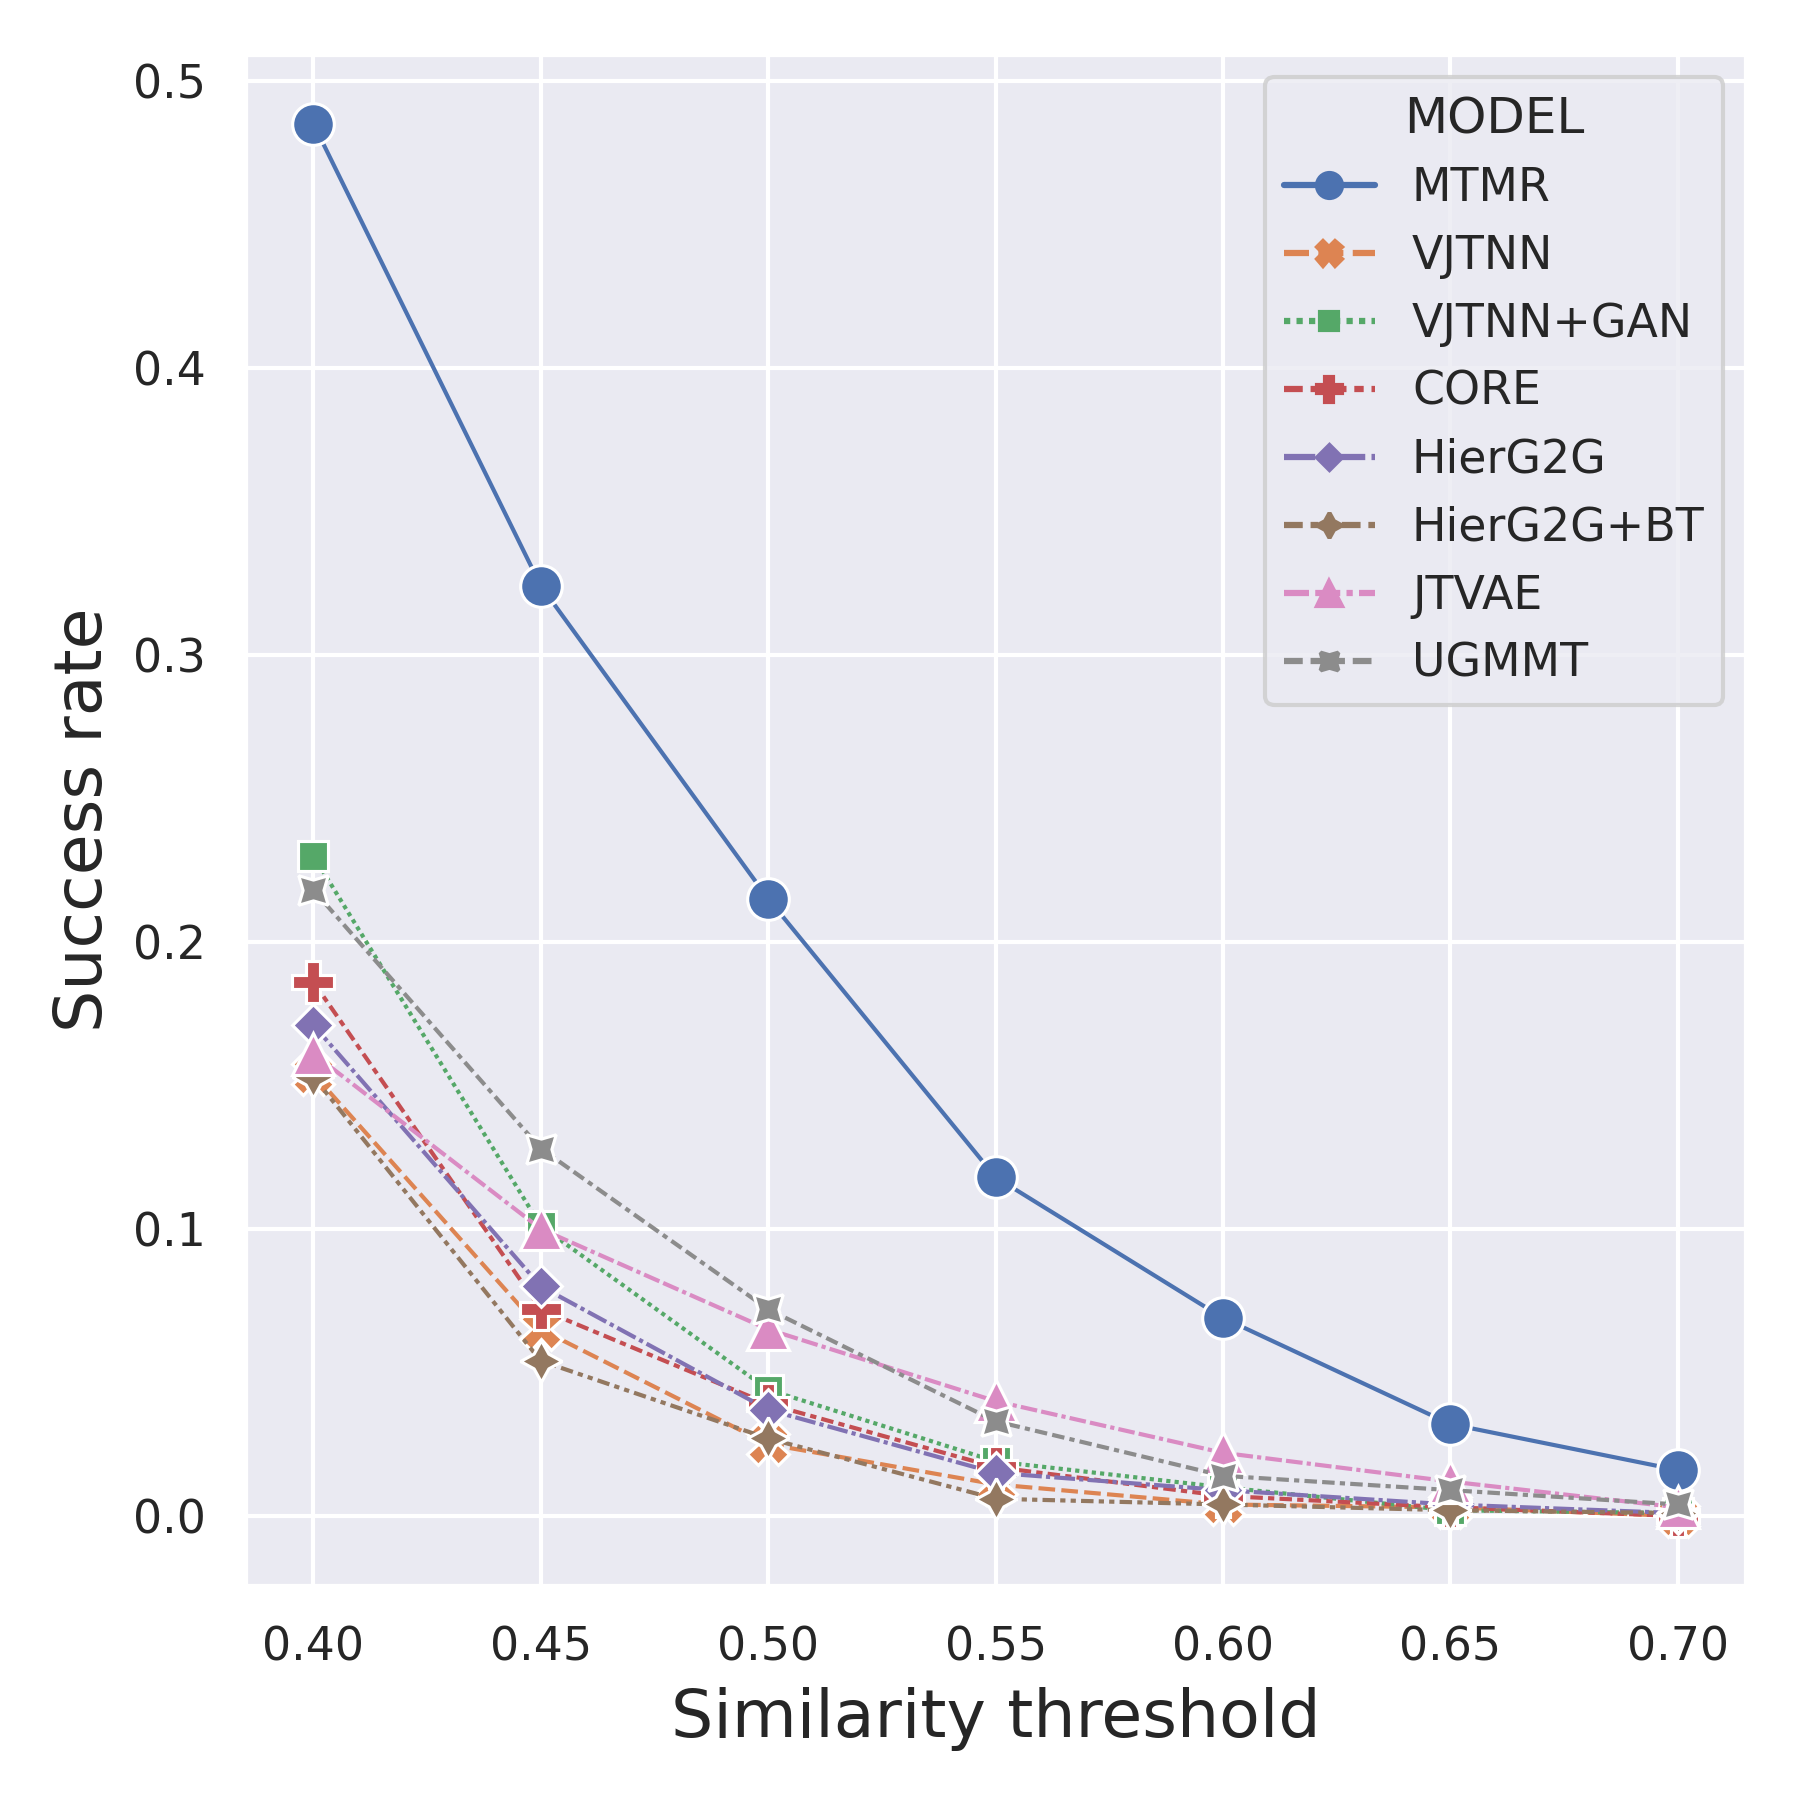 0.5
0.4
0.3
0.2
0.1
0.0
Success rate
MODEL
MTMR
VJTNN
VJTNN+GAN
CORE
HierG2G
HierG2G+BT
JTVAE
UGMMT
0.40 0.45 0.50 0.55 0.60 0.65 0.70
Similarity threshold